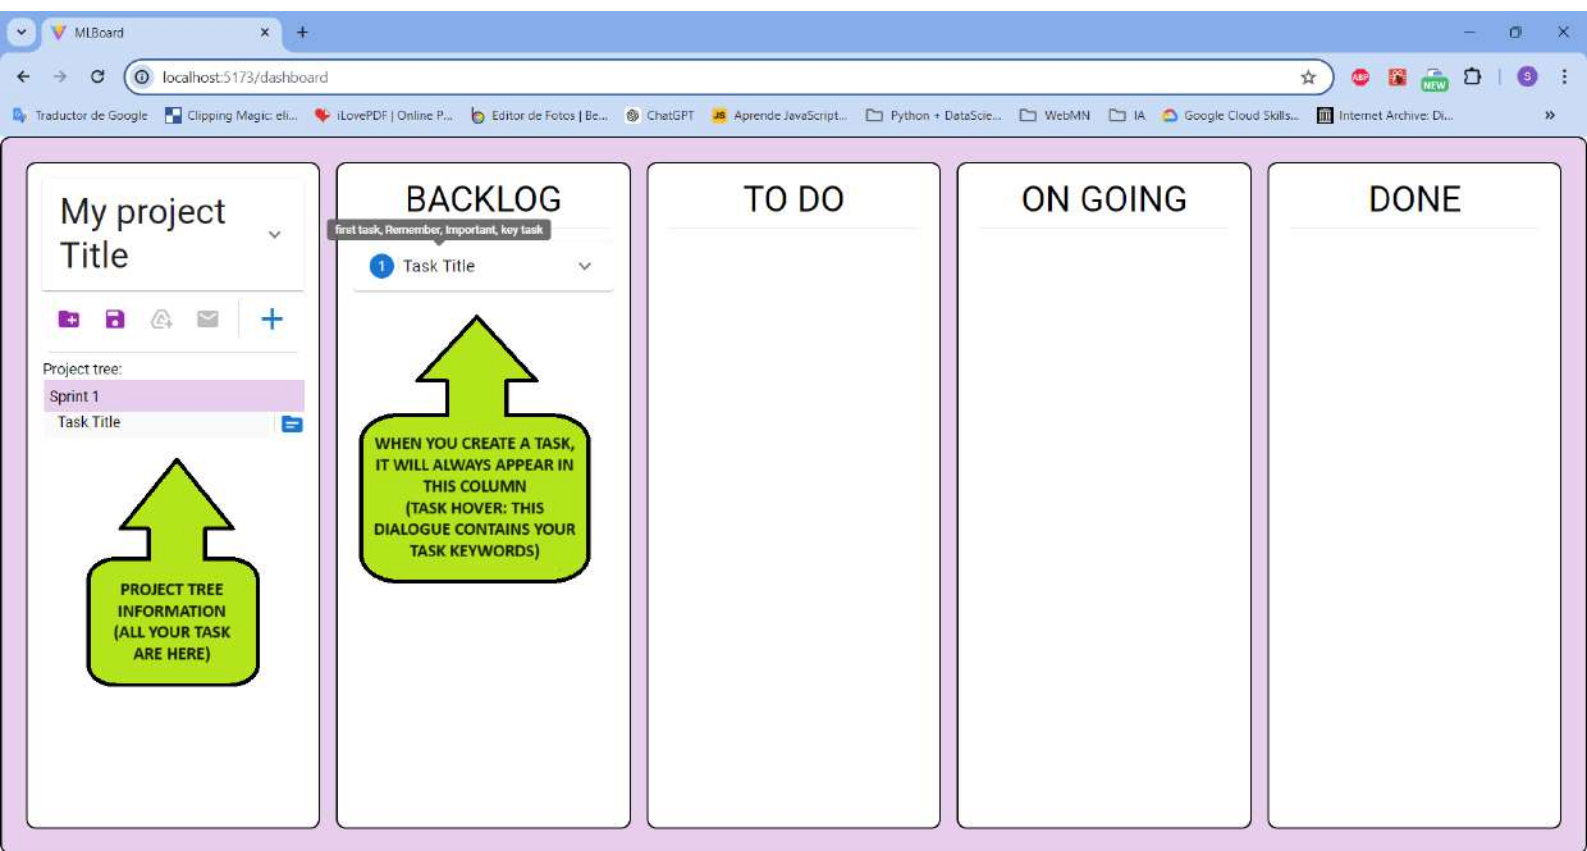 MLBoard
localhost:5173/dashboard
ABP
NEW
S
Traductor de Google
Clipping Magic: eli...
iLovePDF | Online P...
Editor de Fotos | Be...
ChatGPT
JS
Aprende JavaScript...
Python + DataScie...
WebMN
IA
Google Cloud Skills...
Internet Archive: Di...
My project
Title
Project tree:
Sprint 1
Task Title
PROJECT TREE
INFORMATION
(ALL YOUR TASK
ARE HERE)
BACKLOG
first task, Remember, Important, key task
1 Task Title
WHEN YOU CREATE A TASK,
IT WILL ALWAYS APPEAR IN
THIS COLUMN
(TASK HOVER: THIS
DIALOGUE CONTAINS YOUR
TASK KEYWORDS)
TO DO
ON GOING
DONE